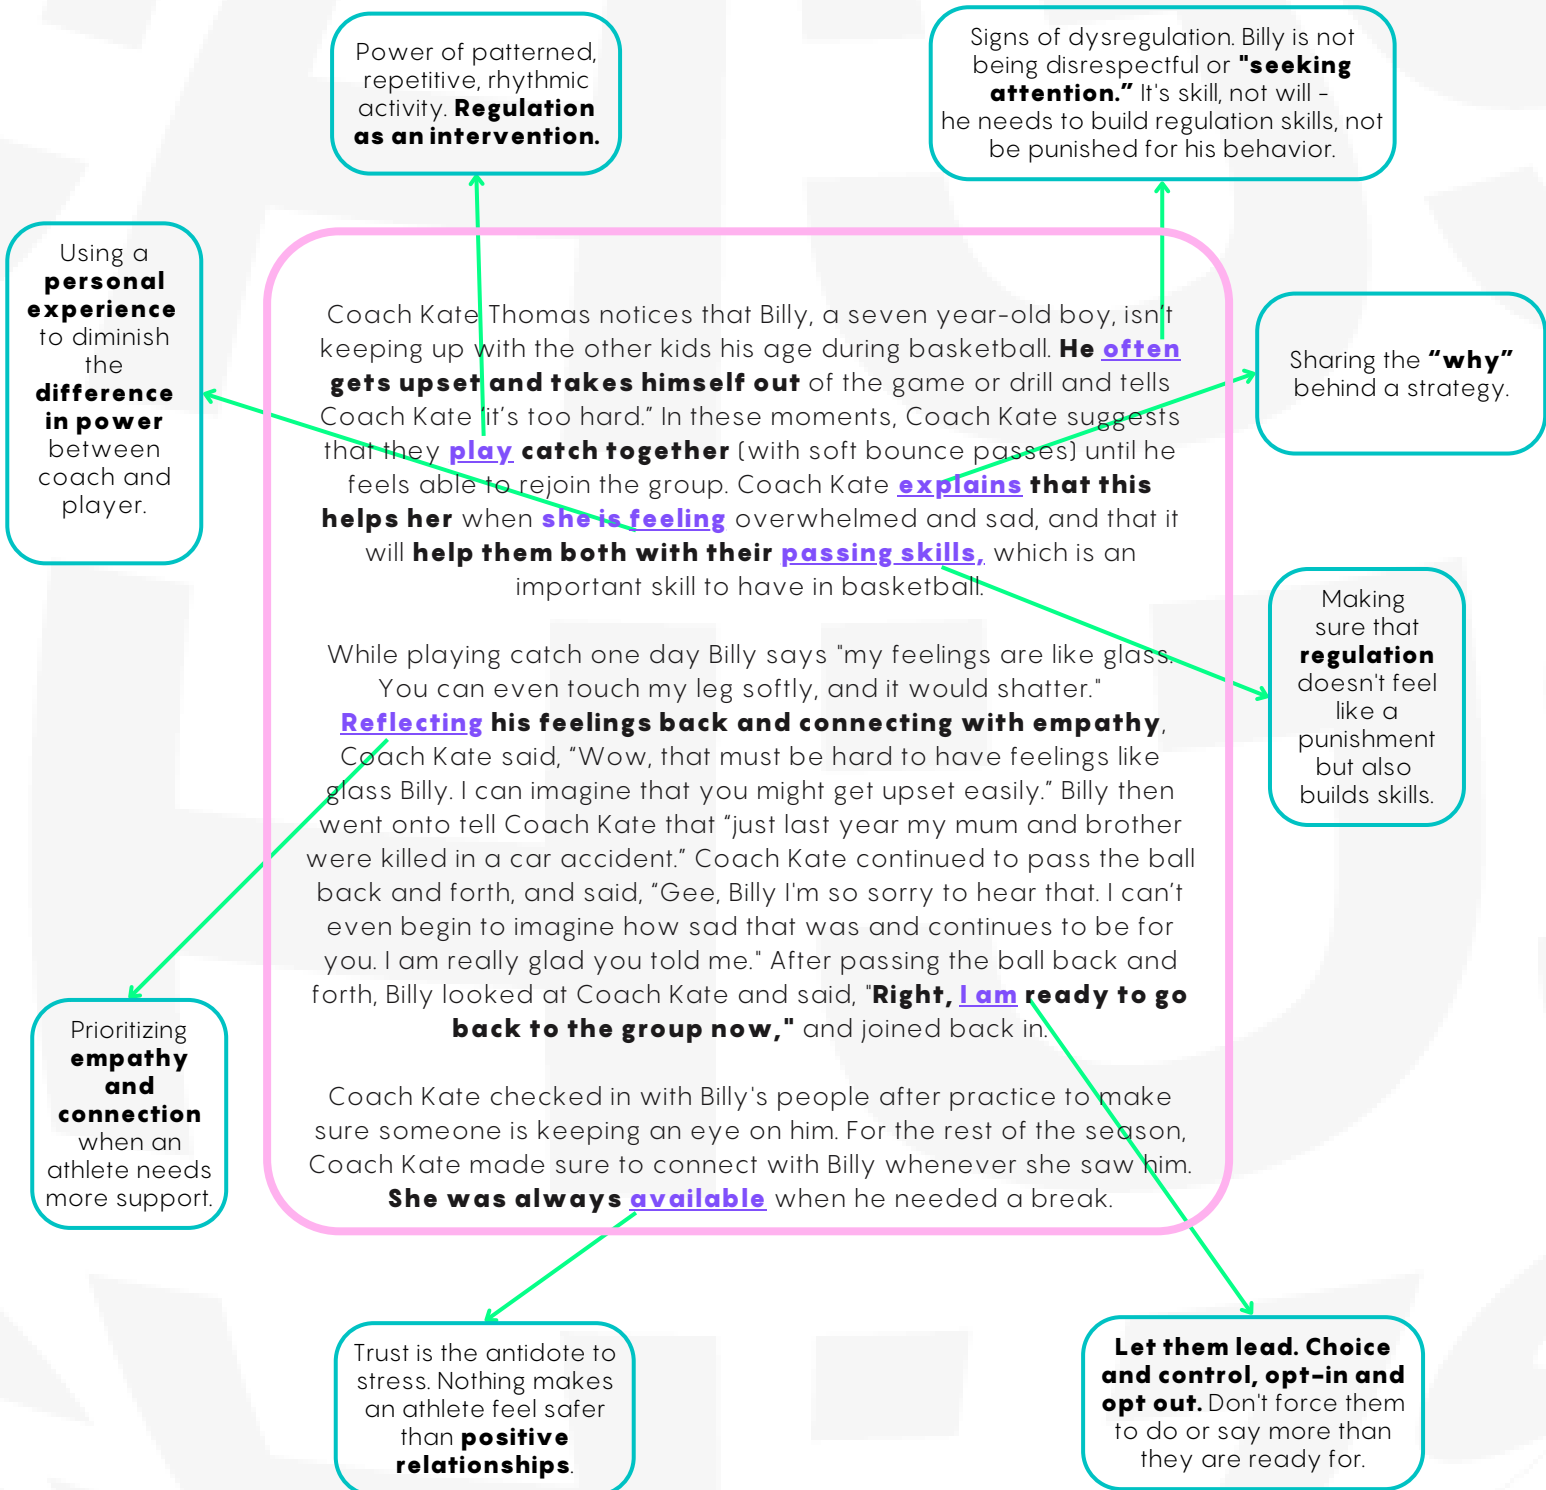 Power of patterned,
repetitive, rhythmic
activity. Regulation
as an intervention.
Signs of dysregulation. Billy is not
being disrespectful or "seeking
attention.” It's skill, not will -
he needs to build regulation skills, not
be punished for his behavior.
Using a
personal
experience
to diminish
the
difference
in power
between
coach and
player.
Coach Kate Thomas notices that Billy, a seven year-old boy, isn't
keeping up with the other kids his age during basketball. He often
gets upset and takes himself out of the game or drill and tells
Coach Kate ‘it’s too hard.” In these moments, Coach Kate suggests
that they play catch together (with soft bounce passes) until he
feels able to rejoin the group. Coach Kate explains that this
helps her when she is feeling overwhelmed and sad, and that it
will help them both with their passing skills, which is an
important skill to have in basketball.
While playing catch one day Billy says "my feelings are like glass.
You can even touch my leg softly, and it would shatter."
Reflecting his feelings back and connecting with empathy,
Coach Kate said, “Wow, that must be hard to have feelings like
glass Billy. I can imagine that you might get upset easily.” Billy then
went onto tell Coach Kate that “just last year my mum and brother
were killed in a car accident.” Coach Kate continued to pass the ball
back and forth, and said, “Gee, Billy I'm so sorry to hear that. I can’t
even begin to imagine how sad that was and continues to be for
you. I am really glad you told me." After passing the ball back and
forth, Billy looked at Coach Kate and said, "Right, I am ready to go
back to the group now," and joined back in.
Coach Kate checked in with Billy's people after practice to make
sure someone is keeping an eye on him. For the rest of the season,
Coach Kate made sure to connect with Billy whenever she saw him.
She was always available when he needed a break.
Sharing the “why”
behind a strategy.
Making
sure that
regulation
doesn't feel
like a
punishment
but also
builds skills.
Prioritizing
empathy
and
connection
when an
athlete needs
more support.
Trust is the antidote to
stress. Nothing makes
an athlete feel safer
than positive
relationships.
Let them lead. Choice
and control, opt-in and
opt out. Don't force them
to do or say more than
they are ready for.